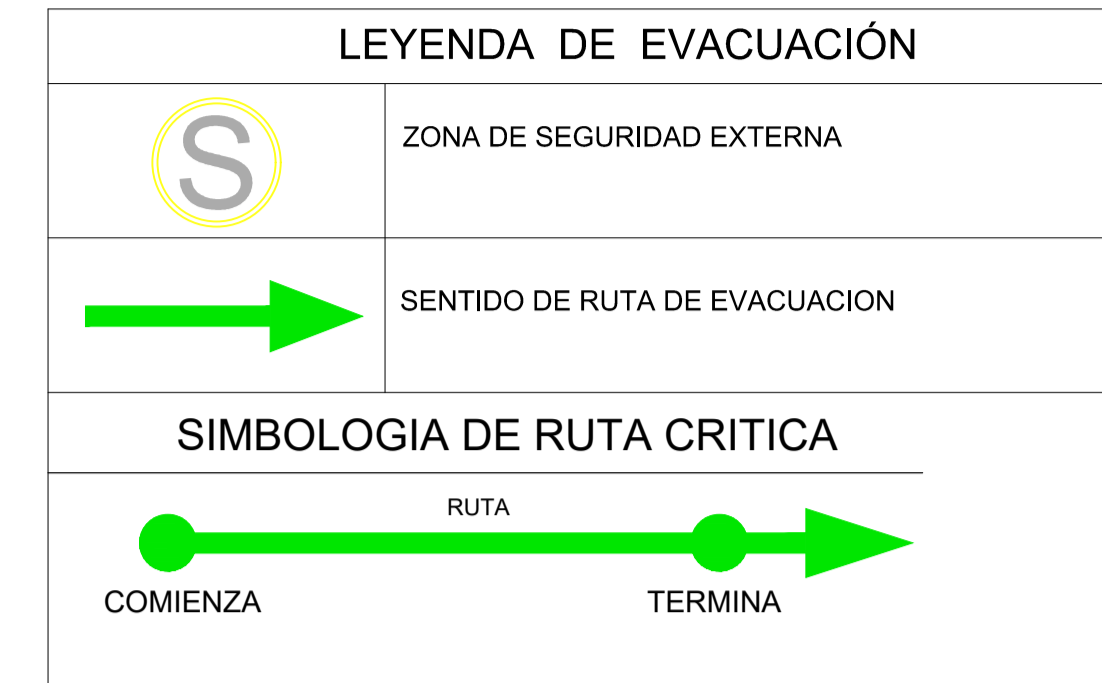 LEYENDA DE EVACUACIÓN
S
ZONA DE SEGURIDAD EXTERNA
SENTIDO DE RUTA DE EVACUACION
SIMBOLOGIA DE RUTA CRITICA
RUTA
COMIENZA
TERMINA